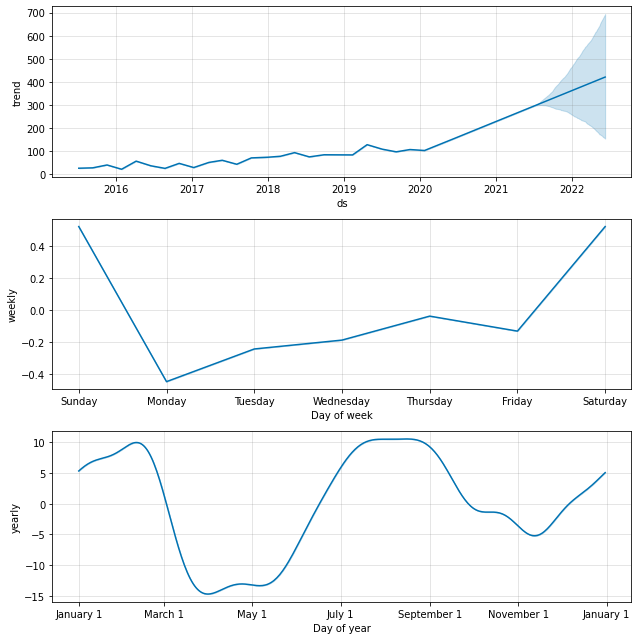 700
600
500
400
300
200
100
0
trend
2016 2017 2018 2019 2020 2021 2022
ds
0.4
0.2
0.0
−0.2
−0.4
weekly
Sunday Monday Tuesday Wednesday Thursday Friday Saturday
Day of week
10
5
0
−5
−10
−15
yearly
January 1 March 1 May 1 July 1 September 1 November 1 January 1
Day of year